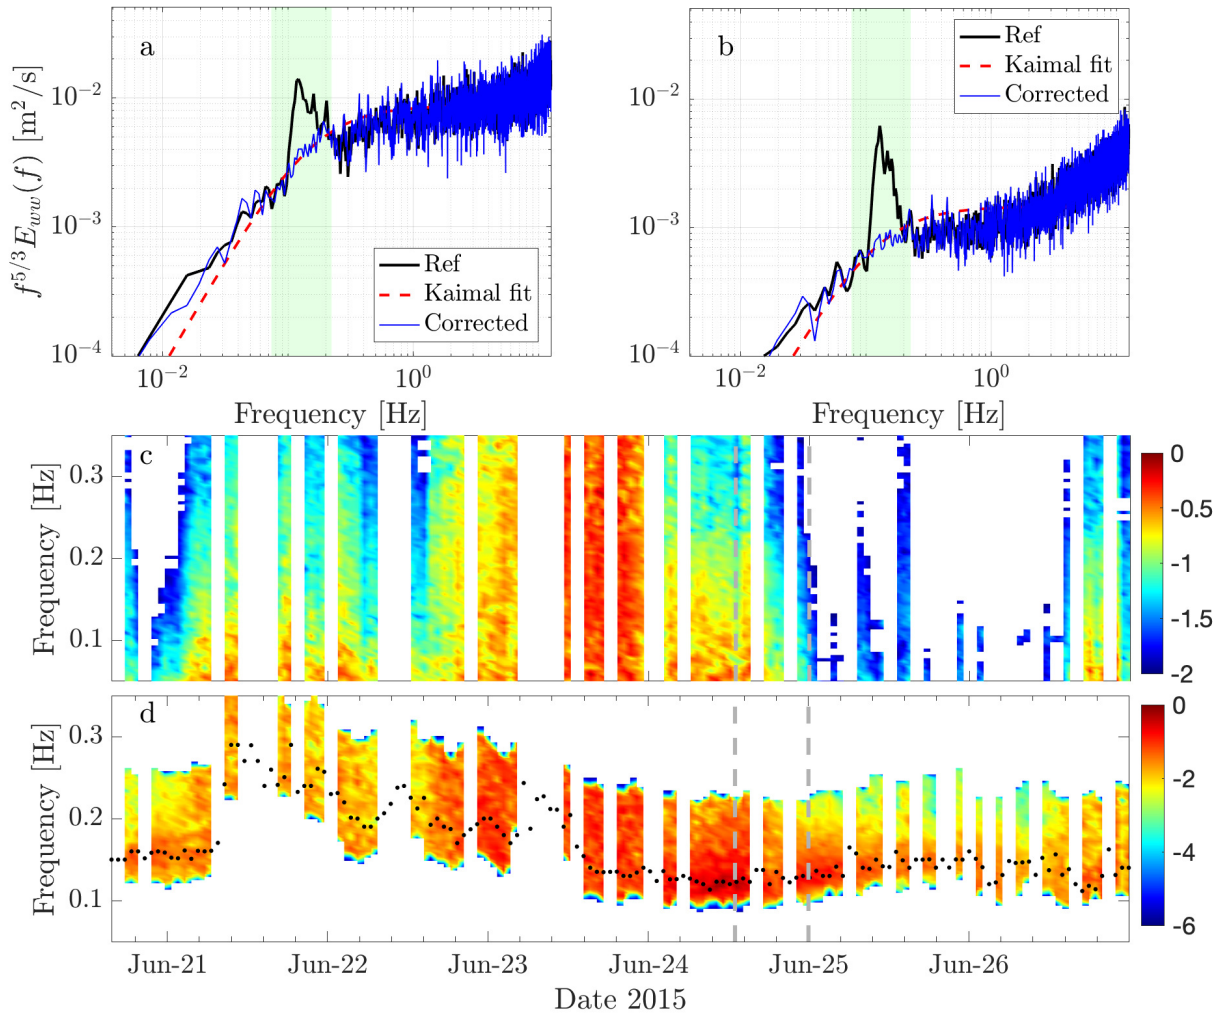 a
b
f^{5/3}E_{ww}(f) [m²/s]
10⁻²
10⁻³
10⁻⁴
Ref
Kaimal fit
Corrected
10⁻²
10⁰
Frequency [Hz]
10⁻²
10⁻³
10⁻⁴
Ref
Kaimal fit
Corrected
10⁻²
10⁰
Frequency [Hz]
c
Frequency [Hz]
0.3
0.2
0.1
0
-0.5
-1
-1.5
-2
d
Frequency [Hz]
0.3
0.2
0.1
0
-2
-4
-6
Jun-21 Jun-22 Jun-23 Jun-24 Jun-25 Jun-26
Date 2015